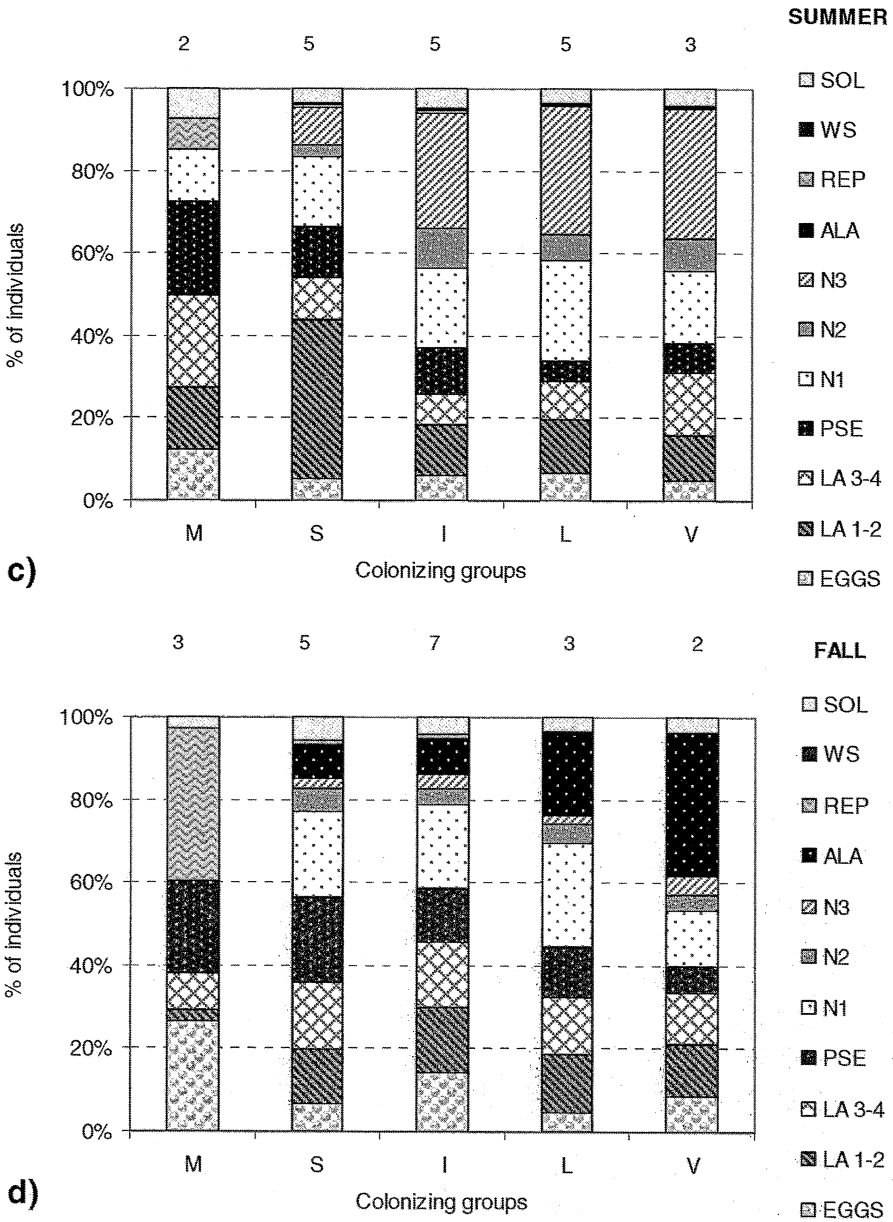 SUMMER
2 5 5 5 3
100%
80%
60%
40%
20%
0%
% of individuals
M S I L V
Colonizing groups
c)
SOL
WS
REP
ALA
N3
N2
N1
PSE
LA 3-4
LA 1-2
EGGS
FALL
3 5 7 3 2
100%
80%
60%
40%
20%
0%
% of individuals
M S I L V
Colonizing groups
d)
SOL
WS
REP
ALA
N3
N2
N1
PSE
LA 3-4
LA 1-2
EGGS